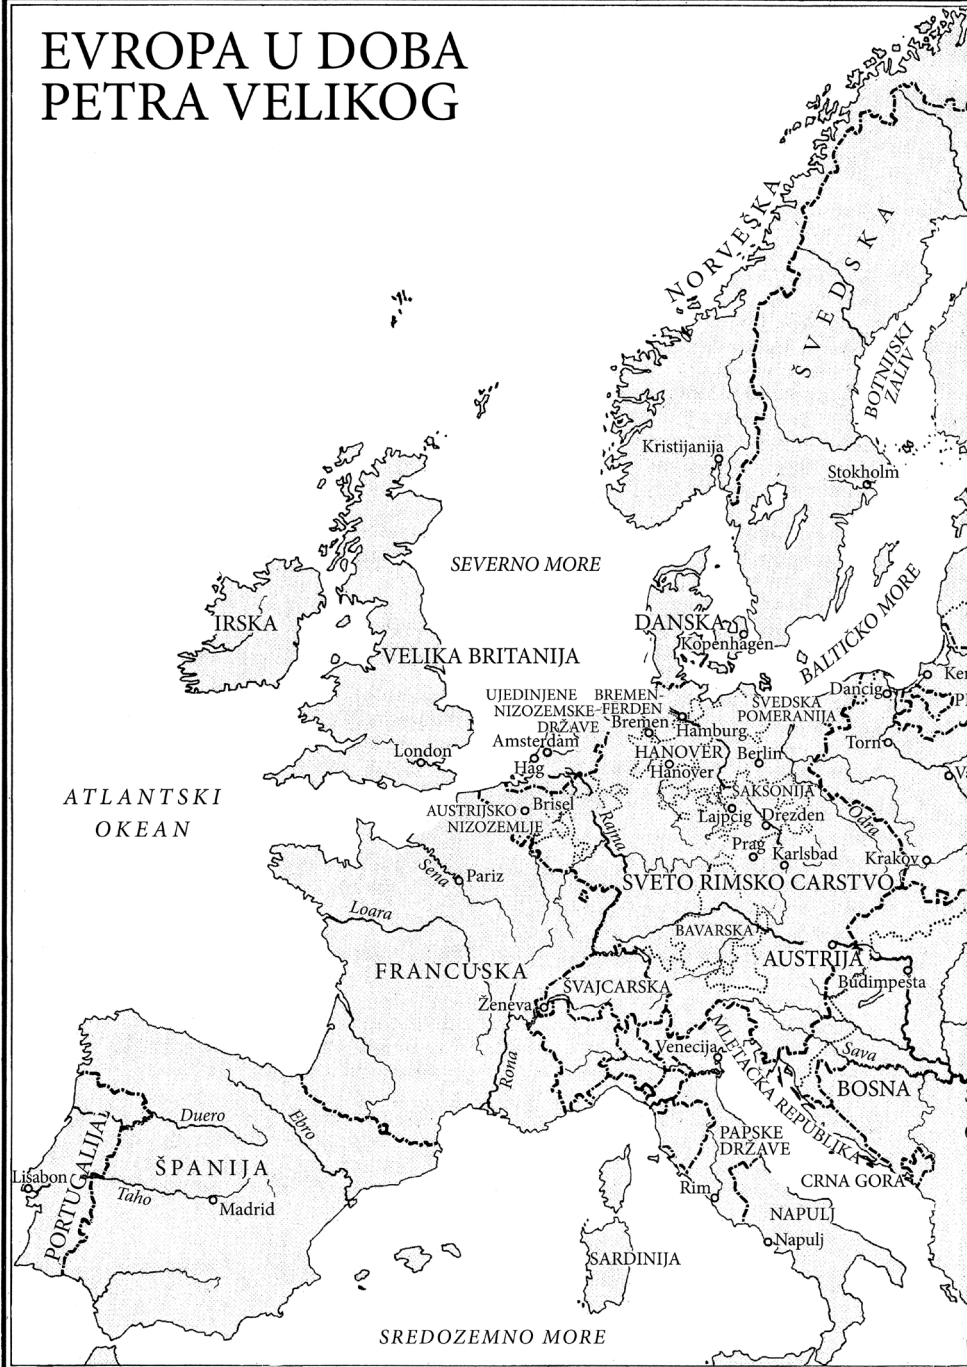 EVROPA U DOBA
PETRA VELIKOG
NORVEŠKA
ŠVEDSKA
BOTNIJSKI
ZALIV
Kristijanija
Stokholm
SEVERNO MORE
IRSKA
DANSKA
Kopenhagen
BALTIČKO MORE
VELIKA BRITANIJA
UJEDINJENE
NIZOZEMSKE
DRŽAVE
BREMEN-
-FERDEN
Bremen
ŠVEDSKA
POMERANIJA
Dancig
Amsterdam
Hamburg
Torn
London
Hag
HANOVER
Hanover
Berlin
ATLANTSKI
OKEAN
AUSTRIJSKO
NIZOZEMLJE
Brisel
SAKSONIJA
Lajpcig
Drezden
Odra
Rajna
Prag
Karlsbad
Krakov
Sena
Pariz
SVETO RIMSKO CARSTVO
Loara
BAVARSKA
FRANCUSKA
AUSTRIJA
ŠVAJCARSKA
Budimpešta
Ženeva
MLETAČKA REPUBLIKA
Venecija
Sava
Rona
BOSNA
Duero
Ebro
PAPSKE
DRŽAVE
ŠPANIJA
Lisabon
PORTUGALIJA
Taho
Madrid
CRNA GORA
Rim
NAPULJ
Napulj
SARDINIJA
SREDOZEMNO MORE